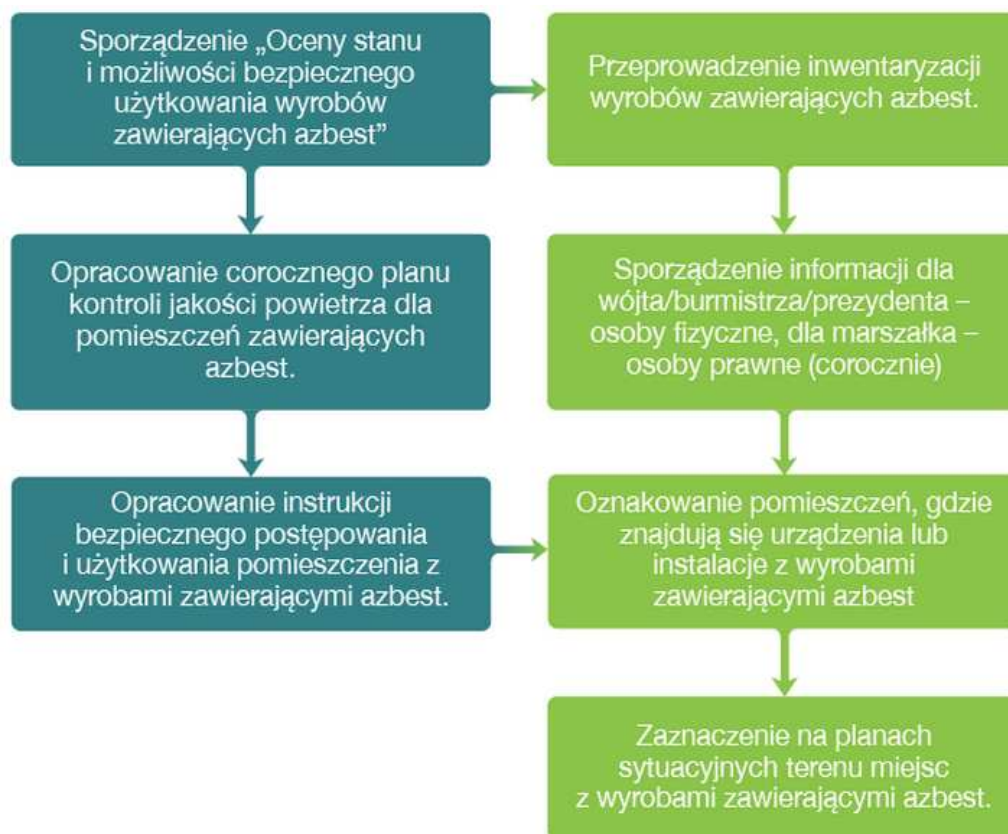 Sporządzenie „Oceny stanu
i możliwości bezpiecznego
użytkowania wyrobów
zawierających azbest”
Przeprowadzenie inwentaryzacji
wyrobów zawierających azbest.
Opracowanie corocznego planu
kontroli jakości powietrza dla
pomieszczeń zawierających
azbest.
Sporządzenie informacji dla
wójta/burmistrza/prezydenta –
osoby fizyczne, dla marszałka –
osoby prawne (corocznie)
Opracowanie instrukcji
bezpiecznego postępowania
i użytkowania pomieszczenia z
wyrobami zawierającymi azbest.
Oznakowanie pomieszczeń, gdzie
znajdują się urządzenia lub
instalacje z wyrobami
zawierającymi azbest
Zaznaczenie na planach
sytuacyjnych terenu miejsc
z wyrobami zawierającymi azbest.